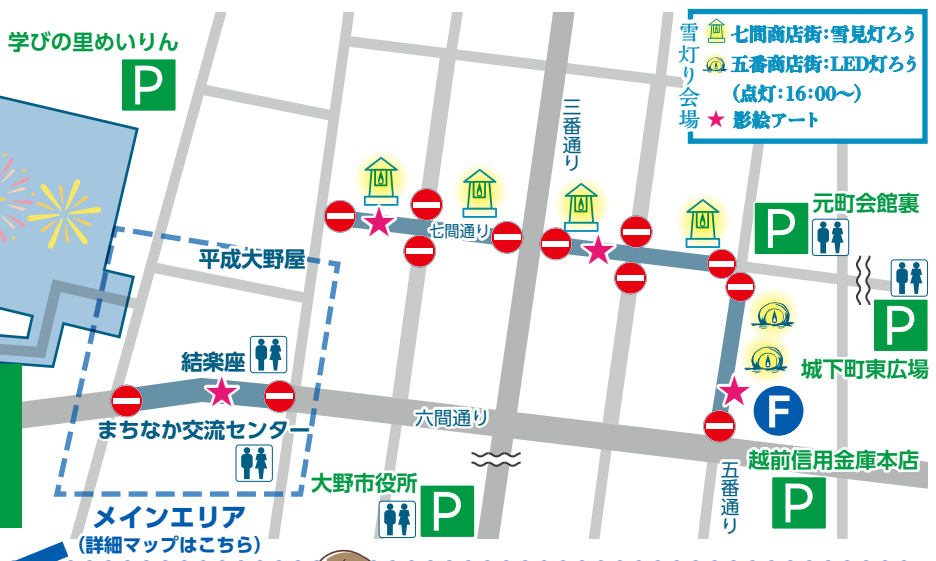 学びの里めいりん
P
雪灯り会場
七間商店街:雪見灯ろう
五番商店街:LED灯ろう
(点灯:16:00〜)
影絵アート
三番通り
七間通り
元町会館裏
P
平成大野屋
P
城下町東広場
結楽座
F
六間通り
まちなか交流センター
越前信用金庫本店
P
五番通り
大野市役所
P
メインエリア
(詳細マップはこちら)